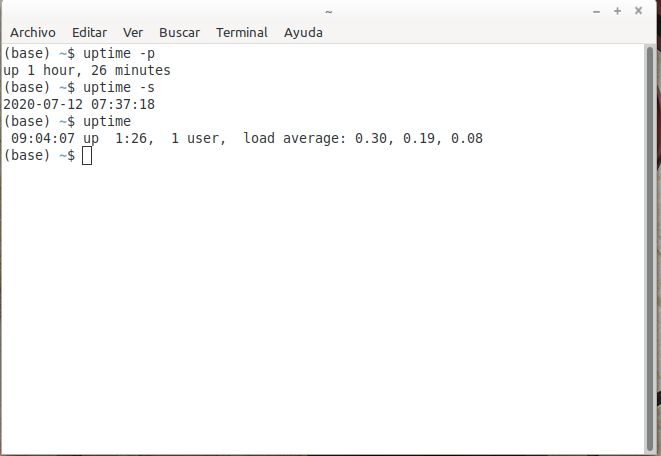 ~
Archivo Editar Ver Buscar Terminal Ayuda
(base) ~$ uptime -p
up 1 hour, 26 minutes
(base) ~$ uptime -s
2020-07-12 07:37:18
(base) ~$ uptime
 09:04:07 up  1:26,  1 user,  load average: 0.30, 0.19, 0.08
(base) ~$